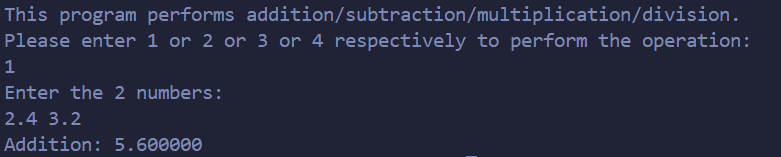 This program performs addition/subtraction/multiplication/division.
Please enter 1 or 2 or 3 or 4 respectively to perform the operation:
1
Enter the 2 numbers:
2.4 3.2
Addition: 5.600000